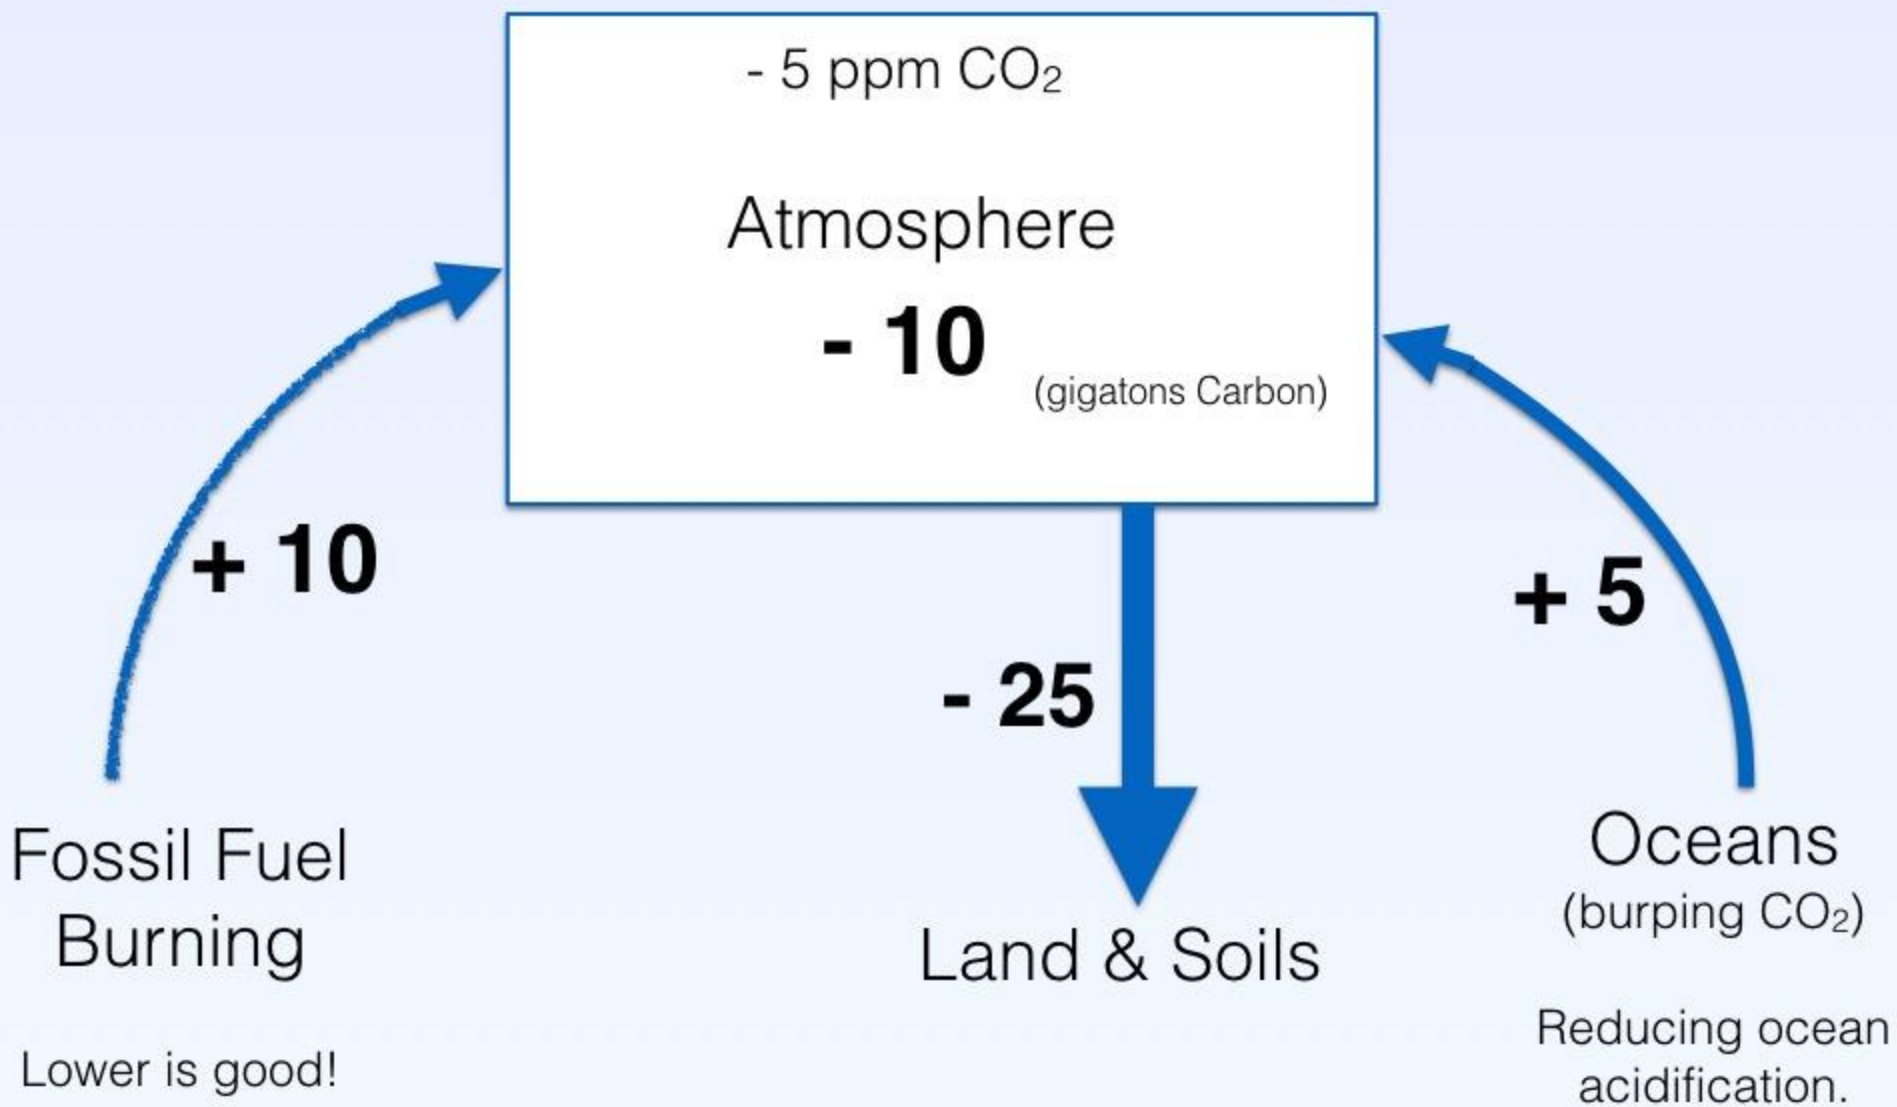 - 5 ppm CO₂
Atmosphere
- 10
(gigatons Carbon)
+ 10
+ 5
- 25
Fossil Fuel
Burning
Lower is good!
Land & Soils
Oceans
(burping CO₂)
Reducing ocean
acidification.